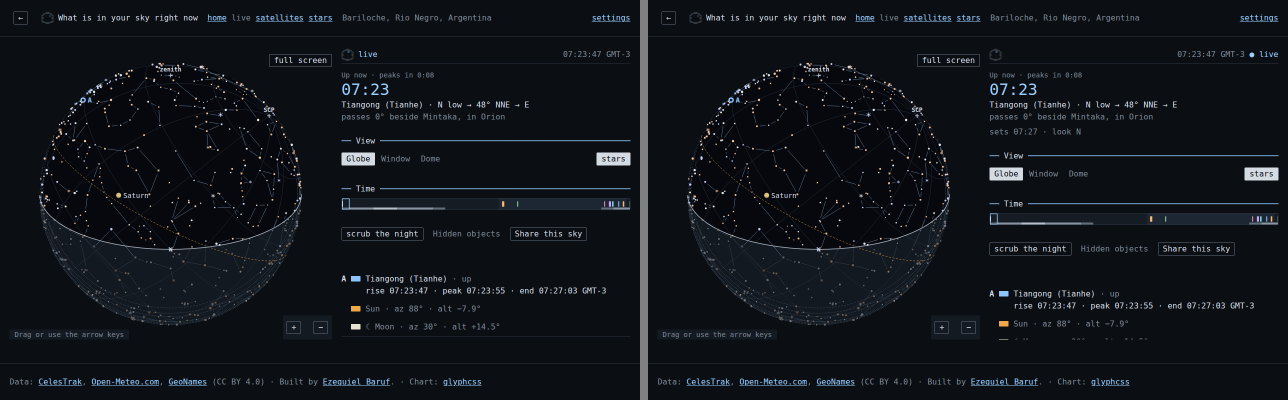 ← What is in your sky right now home live satellites stars Bariloche, Rio Negro, Argentina settings
full screen
live 07:23:47 GMT-3
zenith
A
SCP
Saturn
Up now · peaks in 0:08
07:23
Tiangong (Tianhe) · N low → 48° NNE → E
passes 0° beside Mintaka, in Orion
View
Globe Window Dome stars
Time
scrub the night Hidden objects Share this sky
A Tiangong (Tianhe) · up
rise 07:23:47 · peak 07:23:55 · end 07:27:03 GMT-3
Sun · az 88° · alt −7.9°
☾ Moon · az 30° · alt +14.5°
Drag or use the arrow keys
+ −
Data: CelesTrak, Open-Meteo.com, GeoNames (CC BY 4.0) · Built by Ezequiel Baruf. · Chart: glyphcss
← What is in your sky right now home live satellites stars Bariloche, Rio Negro, Argentina settings
full screen
07:23:47 GMT-3 ● live
zenith
A
SCP
Saturn
Up now · peaks in 0:08
07:23
Tiangong (Tianhe) · N low → 48° NNE → E
passes 0° beside Mintaka, in Orion
sets 07:27 · look N
View
Globe Window Dome stars
Time
scrub the night Hidden objects Share this sky
A Tiangong (Tianhe) · up
rise 07:23:47 · peak 07:23:55 · end 07:27:03 GMT-3
Sun · az 88° · alt −7.9°
Drag or use the arrow keys
+ −
Data: CelesTrak, Open-Meteo.com, GeoNames (CC BY 4.0) · Built by Ezequiel Baruf. · Chart: glyphcss